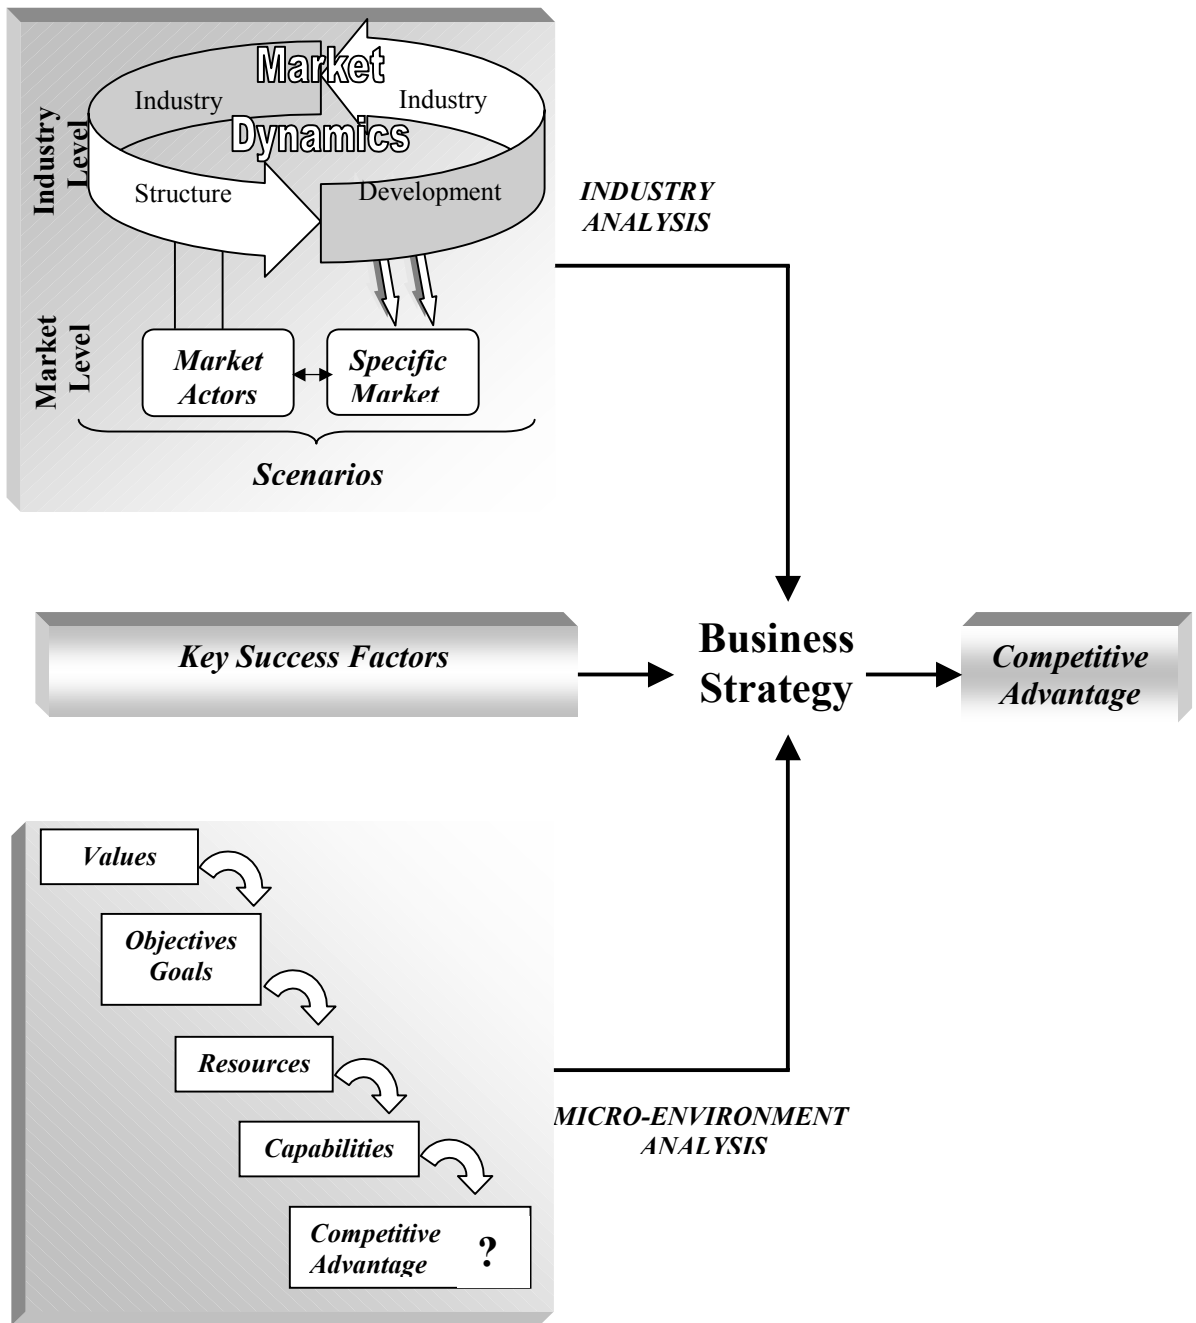 Market
Industry
Industry
Dynamics
Structure
Development
Industry
Level
INDUSTRY
ANALYSIS
Market
Level
Market
Actors
Specific
Market
Scenarios
Key Success Factors
Business
Strategy
Competitive
Advantage
Values
Objectives
Goals
Resources
Capabilities
Competitive
Advantage
?
MICRO-ENVIRONMENT
ANALYSIS